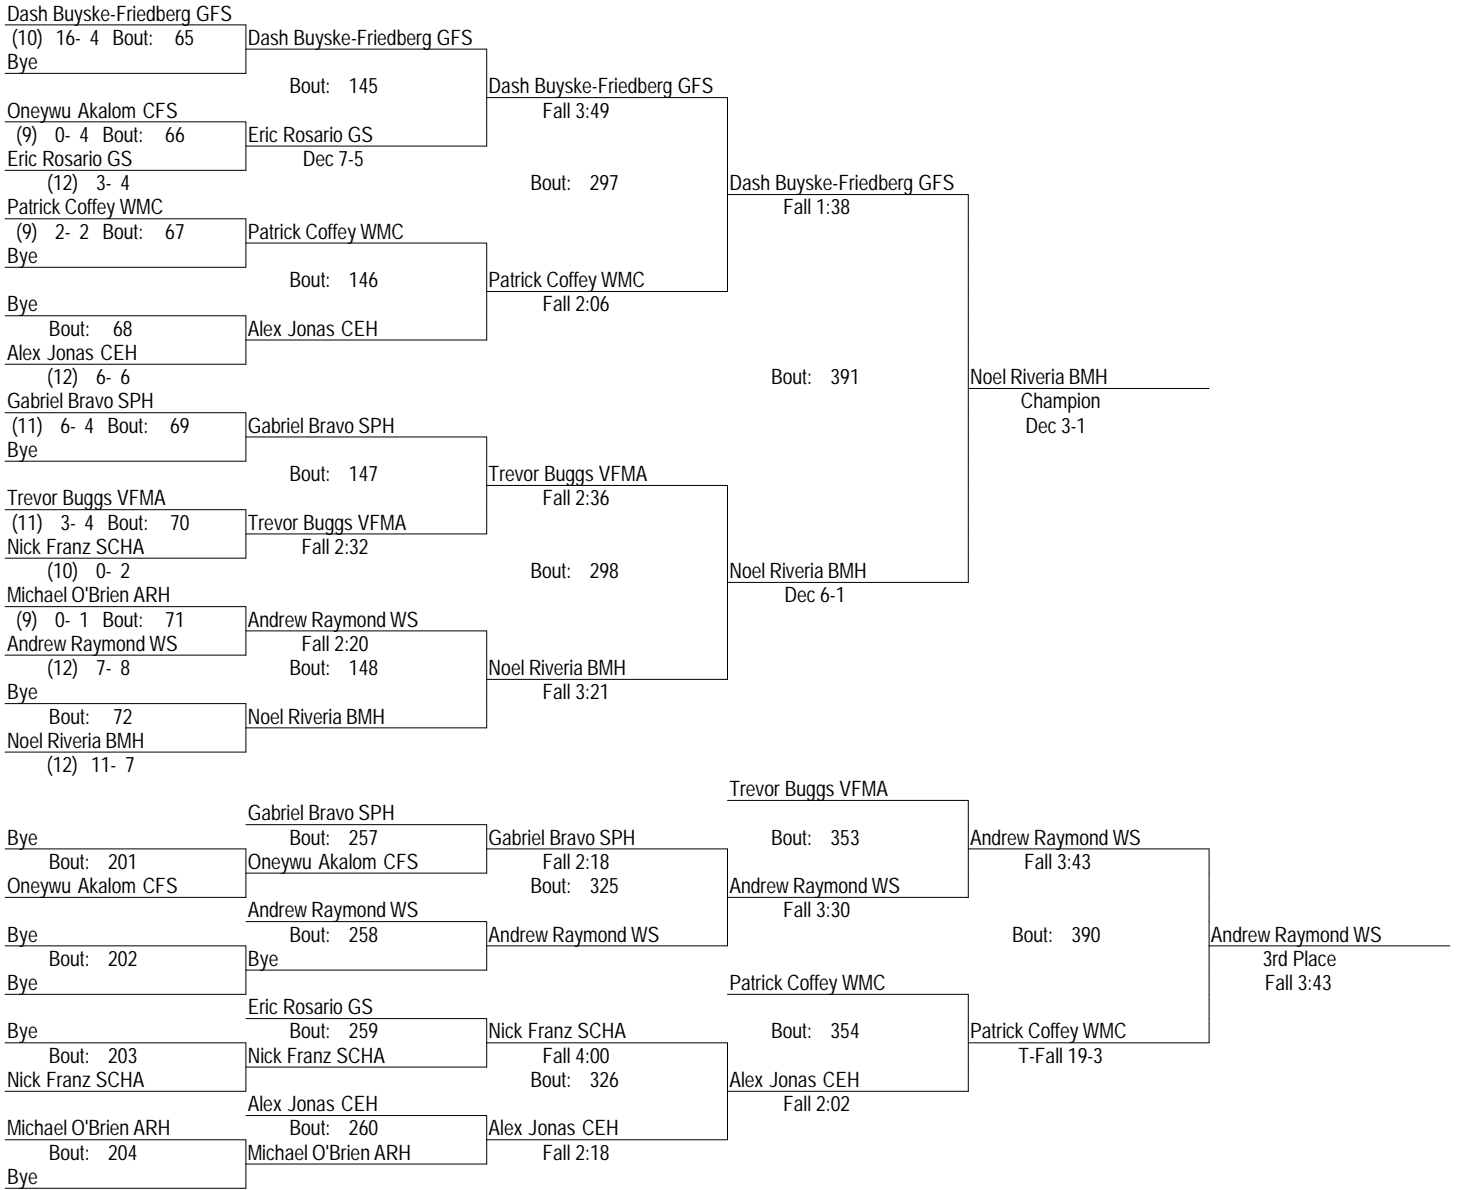 Dash Buyske-Friedberg GFS
(10) 16- 4 Bout: 65
Dash Buyske-Friedberg GFS
Bye
Bout: 145
Dash Buyske-Friedberg GFS
Oneywu Akalom CFS
Fall 3:49
(9) 0- 4 Bout: 66
Eric Rosario GS
Eric Rosario GS
Dec 7-5
(12) 3- 4
Bout: 297
Dash Buyske-Friedberg GFS
Patrick Coffey WMC
Fall 1:38
(9) 2- 2 Bout: 67
Patrick Coffey WMC
Bye
Bout: 146
Patrick Coffey WMC
Bye
Fall 2:06
Bout: 68
Alex Jonas CEH
Alex Jonas CEH
(12) 6- 6
Bout: 391
Noel Riveria BMH
Gabriel Bravo SPH
Champion
(11) 6- 4 Bout: 69
Gabriel Bravo SPH
Dec 3-1
Bye
Bout: 147
Trevor Buggs VFMA
Trevor Buggs VFMA
Fall 2:36
(11) 3- 4 Bout: 70
Trevor Buggs VFMA
Nick Franz SCHA
Fall 2:32
(10) 0- 2
Bout: 298
Noel Riveria BMH
Michael O'Brien ARH
Dec 6-1
(9) 0- 1 Bout: 71
Andrew Raymond WS
Andrew Raymond WS
Fall 2:20
(12) 7- 8
Bout: 148
Noel Riveria BMH
Bye
Fall 3:21
Bout: 72
Noel Riveria BMH
Noel Riveria BMH
(12) 11- 7
Trevor Buggs VFMA
Gabriel Bravo SPH
Bye
Bout: 257
Gabriel Bravo SPH
Bout: 353
Andrew Raymond WS
Bout: 201
Oneywu Akalom CFS
Fall 2:18
Fall 3:43
Oneywu Akalom CFS
Bout: 325
Andrew Raymond WS
Andrew Raymond WS
Fall 3:30
Bye
Bout: 258
Andrew Raymond WS
Bout: 390
Andrew Raymond WS
Bout: 202
Bye
3rd Place
Bye
Patrick Coffey WMC
Fall 3:43
Eric Rosario GS
Bye
Bout: 259
Nick Franz SCHA
Bout: 354
Patrick Coffey WMC
Bout: 203
Nick Franz SCHA
Fall 4:00
T-Fall 19-3
Nick Franz SCHA
Bout: 326
Alex Jonas CEH
Alex Jonas CEH
Fall 2:02
Michael O'Brien ARH
Bout: 260
Alex Jonas CEH
Bout: 204
Michael O'Brien ARH
Fall 2:18
Bye